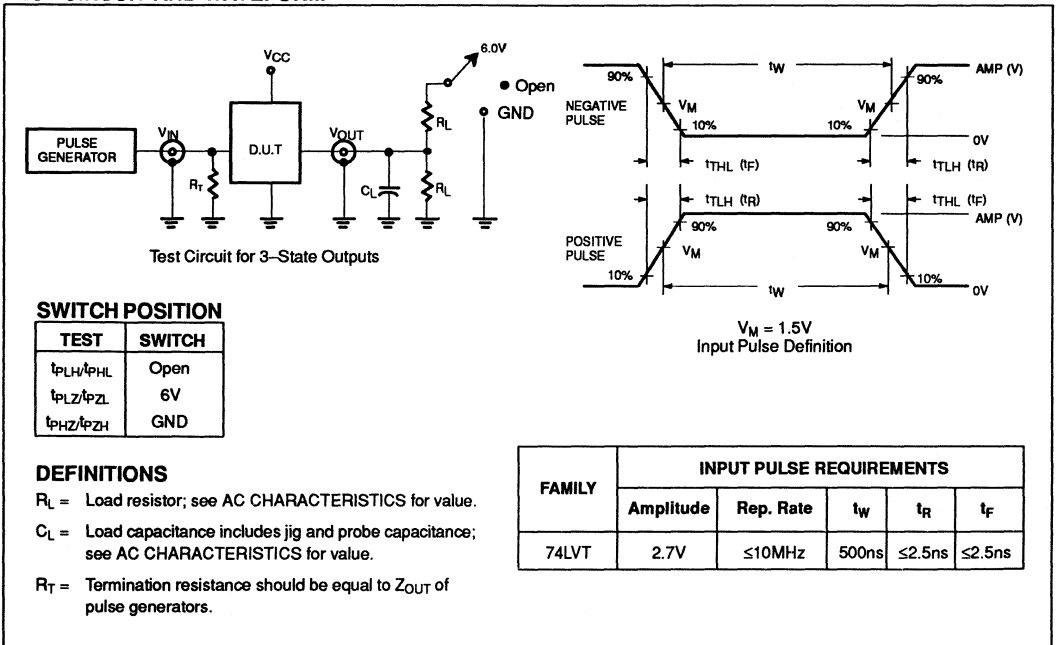 VCC
6.0V
Open
GND
RL
PULSE GENERATOR
VIN
D.U.T
VOUT
RT
CL
RL
Test Circuit for 3–State Outputs
90%
tW
90%
AMP (V)
NEGATIVE PULSE
VM
VM
10%
10%
0V
tTHL (tF)
tTLH (tR)
tTLH (tR)
tTHL (tF)
AMP (V)
90%
90%
POSITIVE PULSE
VM
VM
10%
10%
tW
0V
VM = 1.5V
Input Pulse Definition
SWITCH POSITION
TEST SWITCH
tPLH/tPHL Open
tPLZ/tPZL 6V
tPHZ/tPZH GND
DEFINITIONS
RL = Load resistor; see AC CHARACTERISTICS for value.
CL = Load capacitance includes jig and probe capacitance;
see AC CHARACTERISTICS for value.
RT = Termination resistance should be equal to ZOUT of
pulse generators.
FAMILY INPUT PULSE REQUIREMENTS
Amplitude Rep. Rate tW tR tF
74LVT 2.7V ≤10MHz 500ns ≤2.5ns ≤2.5ns